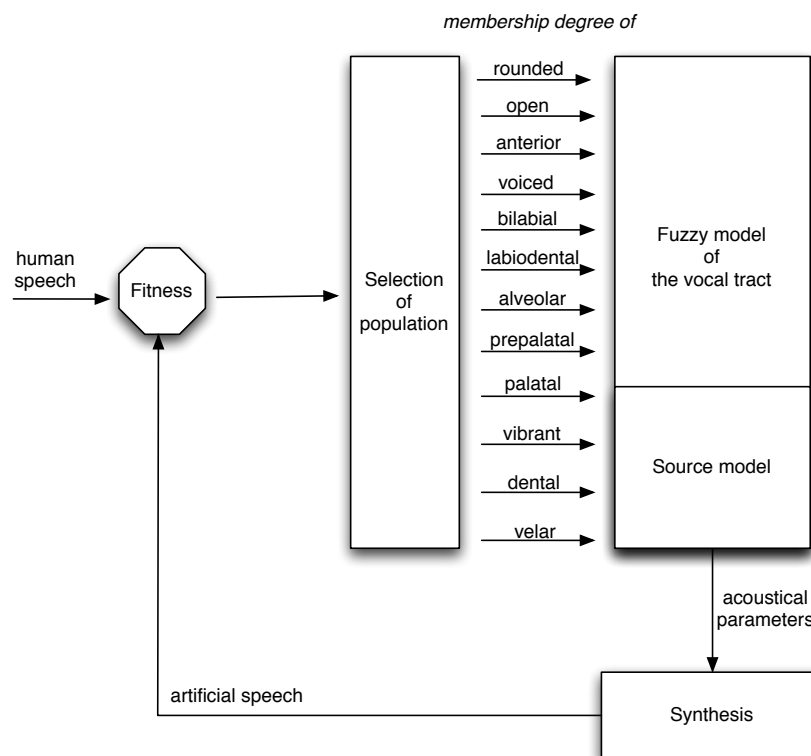 membership degree of
rounded
open
anterior
voiced
bilabial
labiodental
alveolar
prepalatal
palatal
vibrant
dental
velar
human
speech
Fitness
Selection
of
population
Fuzzy model
of
the vocal tract
Source model
acoustical
parameters
artificial speech
Synthesis